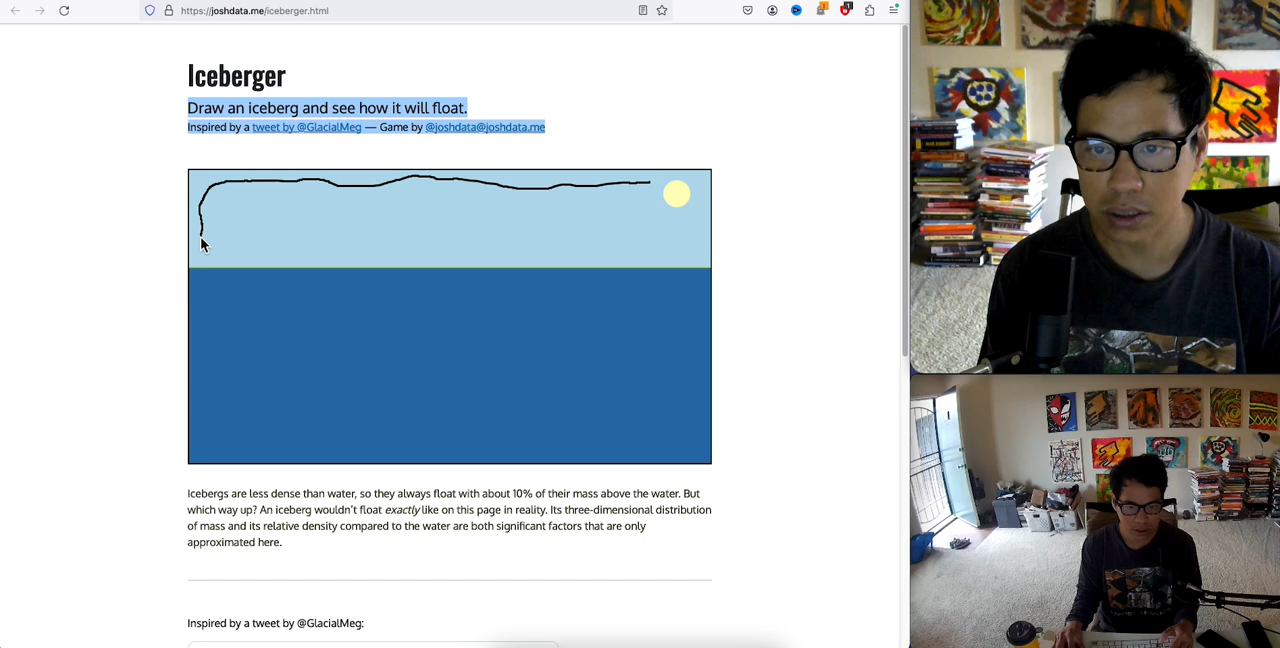 https://joshdata.me/iceberger.html
Iceberger
Draw an iceberg and see how it will float.
Inspired by a tweet by @GlacialMeg — Game by @joshdata@joshdata.me
Icebergs are less dense than water, so they always float with about 10% of their mass above the water. But
which way up? An iceberg wouldn't float exactly like on this page in reality. Its three-dimensional distribution
of mass and its relative density compared to the water are both significant factors that are only
approximated here.
Inspired by a tweet by @GlacialMeg: